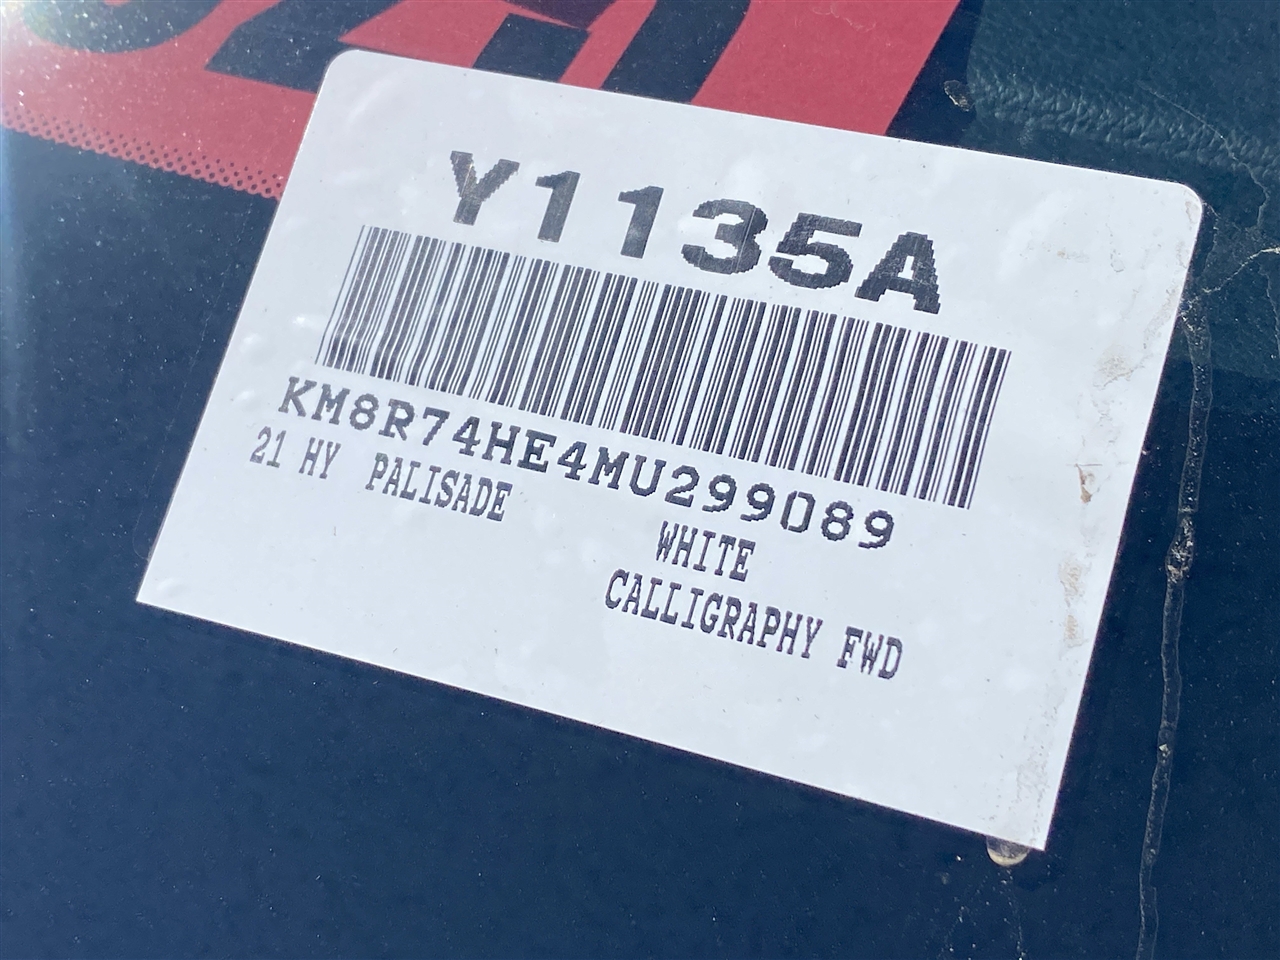 Y1135A
KM8R74HE4MU299089
21 HY PALISADE
WHITE
CALLIGRAPHY FWD